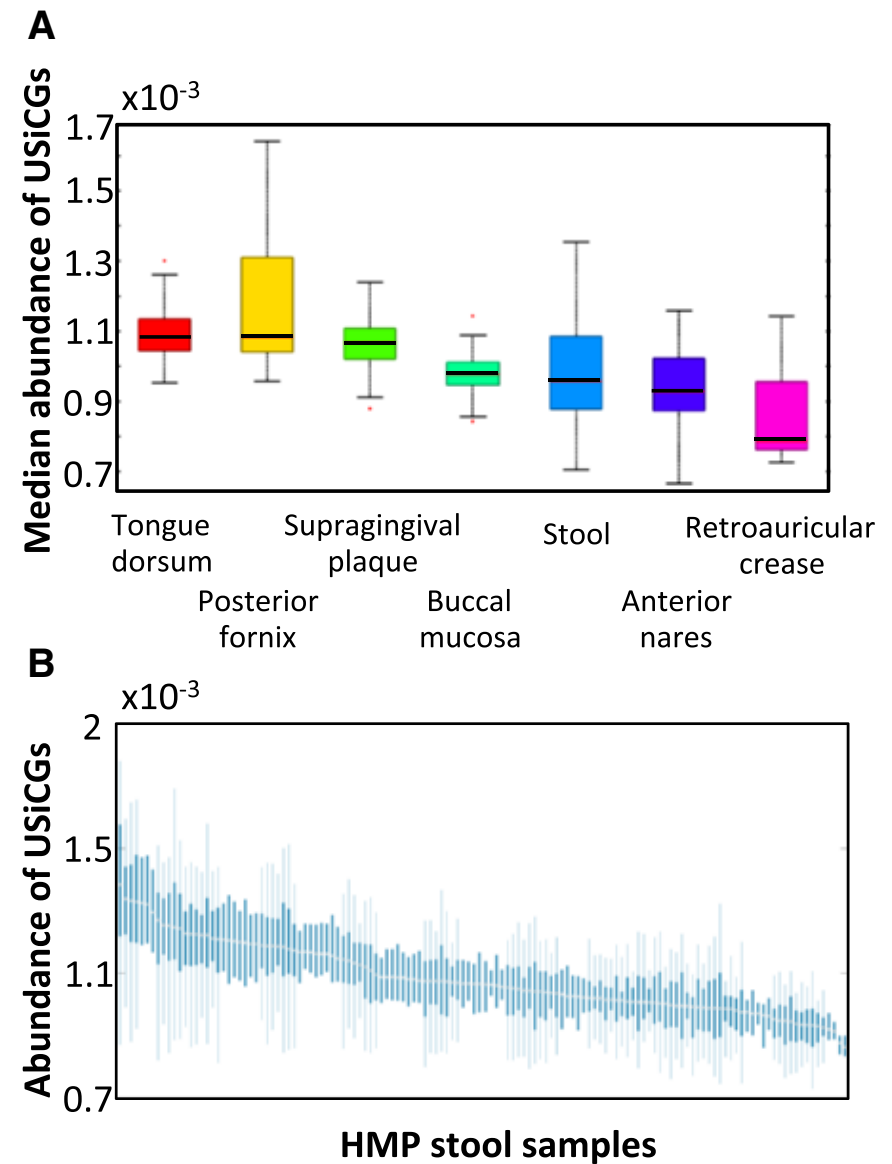 A
x10-3
Median abundance of USiCGs
1.7
1.5
1.3
1.1
0.9
0.7
Tongue
dorsum
Posterior
fornix
Supragingival
plaque
Buccal
mucosa
Stool
Anterior
nares
Retroauricular
crease
B
x10-3
Abundance of USiCGs
2
1.5
1.1
0.7
HMP stool samples